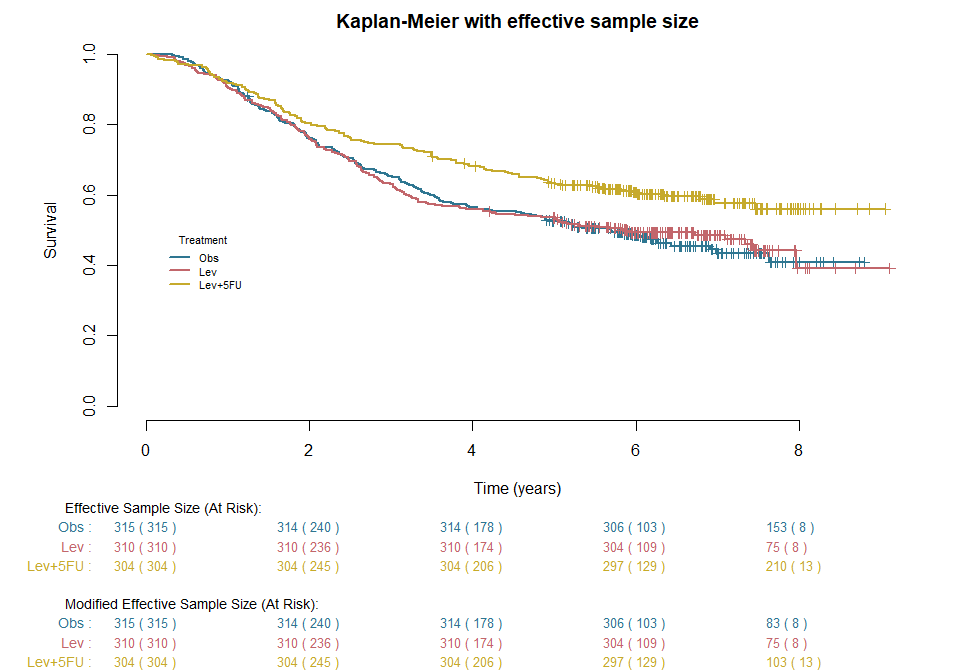 Kaplan-Meier with effective sample size
1.0
0.8
0.6
0.4
0.2
0.0
Survival
Treatment
Obs
Lev
Lev+5FU
0 2 4 6 8
Time (years)
Effective Sample Size (At Risk):
Obs : 315 ( 315 ) 314 ( 240 ) 314 ( 178 ) 306 ( 103 ) 153 ( 8 )
Lev : 310 ( 310 ) 310 ( 236 ) 310 ( 174 ) 304 ( 109 ) 75 ( 8 )
Lev+5FU : 304 ( 304 ) 304 ( 245 ) 304 ( 206 ) 297 ( 129 ) 210 ( 13 )
Modified Effective Sample Size (At Risk):
Obs : 315 ( 315 ) 314 ( 240 ) 314 ( 178 ) 306 ( 103 ) 83 ( 8 )
Lev : 310 ( 310 ) 310 ( 236 ) 310 ( 174 ) 304 ( 109 ) 75 ( 8 )
Lev+5FU : 304 ( 304 ) 304 ( 245 ) 304 ( 206 ) 297 ( 129 ) 103 ( 13 )